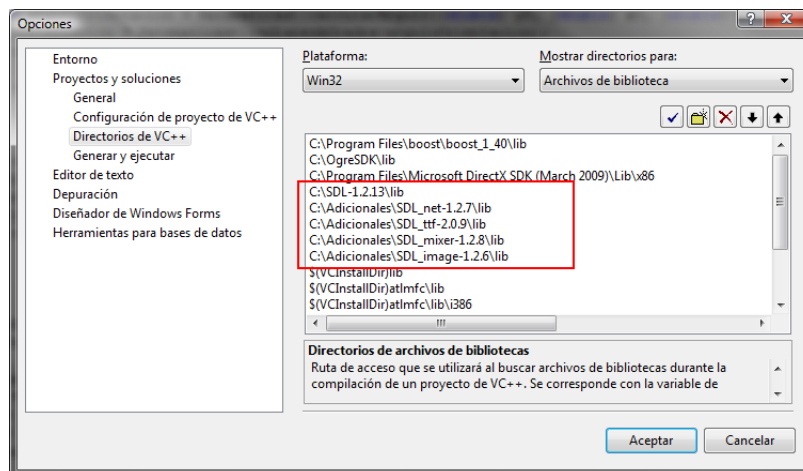 Opciones
Entorno
Proyectos y soluciones
General
Configuración de proyecto de VC++
Directorios de VC++
Generar y ejecutar
Editor de texto
Depuración
Diseñador de Windows Forms
Herramientas para bases de datos
Plataforma:
Mostrar directorios para:
Win32
Archivos de biblioteca
C:\Program Files\boost\boost_1_40\lib
C:\OgreSDK\lib
C:\Program Files\Microsoft DirectX SDK (March 2009)\Lib\x86
C:\SDL-1.2.13\lib
C:\Adicionales\SDL_net-1.2.7\lib
C:\Adicionales\SDL_ttf-2.0.9\lib
C:\Adicionales\SDL_mixer-1.2.8\lib
C:\Adicionales\SDL_image-1.2.6\lib
$(VCInstallDir)lib
$(VCInstallDir)atlmfc\lib
$(VCInstallDir)atlmfc\lib\i386
Directorios de archivos de bibliotecas
Ruta de acceso que se utilizará al buscar archivos de bibliotecas durante la
compilación de un proyecto de VC++. Se corresponde con la variable de
Aceptar
Cancelar